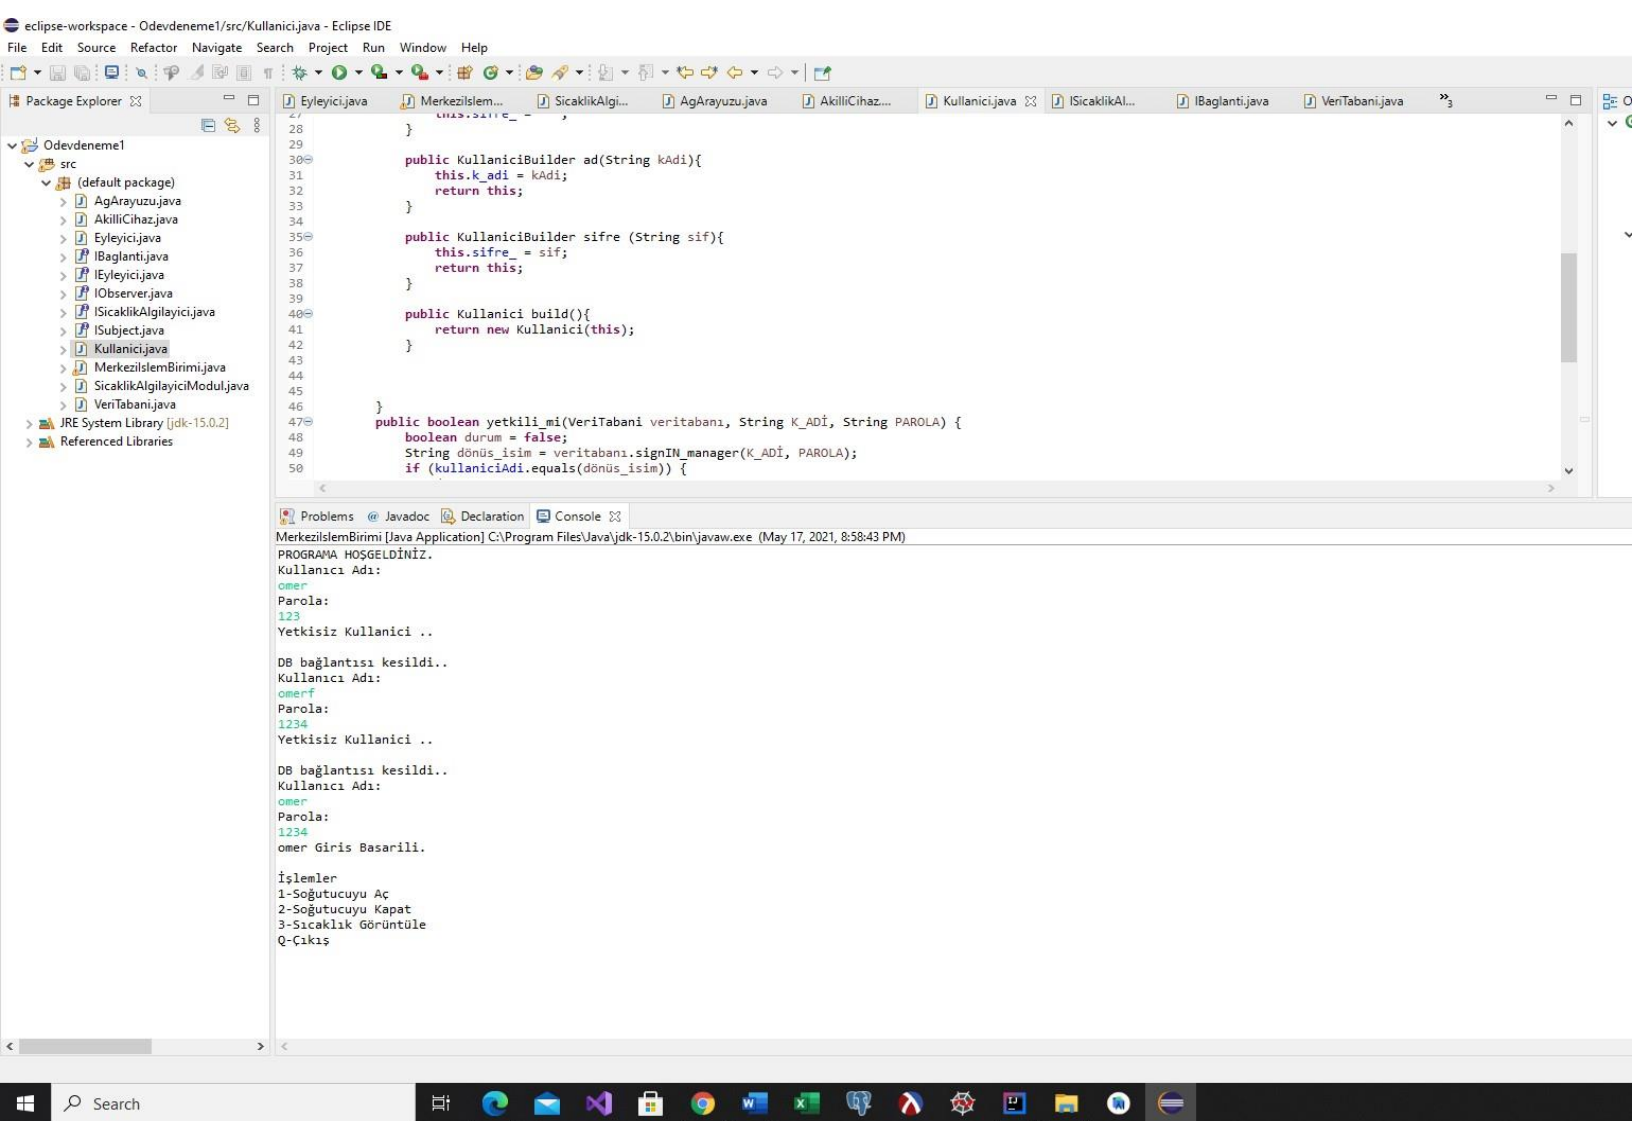 eclipse-workspace - Odevdeneme1/src/Kullanici.java - Eclipse IDE
File Edit Source Refactor Navigate Search Project Run Window Help
Package Explorer
Eyleyici.java
Merkezilslem...
SicaklikAlgi...
AgArayuzu.java
AkilliCihaz....
Kullanici.java
ISicaklikAl...
IBaglanti.java
VeriTabani.java
»3
Odevdeneme1
src
(default package)
AgArayuzu.java
AkilliCihaz.java
Eyleyici.java
IBaglanti.java
IEyleyici.java
IObserver.java
ISicaklikAlgilayici.java
ISubject.java
Kullanici.java
MerkezilslemBirimi.java
SicaklikAlgilayiciModul.java
VeriTabani.java
JRE System Library [jdk-15.0.2]
Referenced Libraries
27 this.sifre_ = " ";
28 }
29
30 public KullaniciBuilder ad(String kAdi){
31 this.k_adi = kAdi;
32 return this;
33 }
34
35 public KullaniciBuilder sifre (String sif){
36 this.sifre_ = sif;
37 return this;
38 }
39
40 public Kullanici build(){
41 return new Kullanici(this);
42 }
43
44
45
46 }
47 public boolean yetkili_mi(VeriTabani veritabanı, String K_ADİ, String PAROLA) {
48 boolean durum = false;
49 String dönüs_isim = veritabanı.signIN_manager(K_ADİ, PAROLA);
50 if (kullaniciAdi.equals(dönüs_isim)) {
Problems Javadoc Declaration Console
MerkezilslemBirimi [Java Application] C:\Program Files\Java\jdk-15.0.2\bin\javaw.exe (May 17, 2021, 8:58:43 PM)
PROGRAMA HOŞGELDİNİZ.
Kullanıcı Adı:
omer
Parola:
123
Yetkisiz Kullanici ..
DB bağlantısı kesildi..
Kullanıcı Adı:
omerf
Parola:
1234
Yetkisiz Kullanici ..
DB bağlantısı kesildi..
Kullanıcı Adı:
omer
Parola:
1234
omer Giris Basarili.
İşlemler
1-Soğutucuyu Aç
2-Soğutucuyu Kapat
3-Sıcaklık Görüntüle
Q-Çıkış
Search